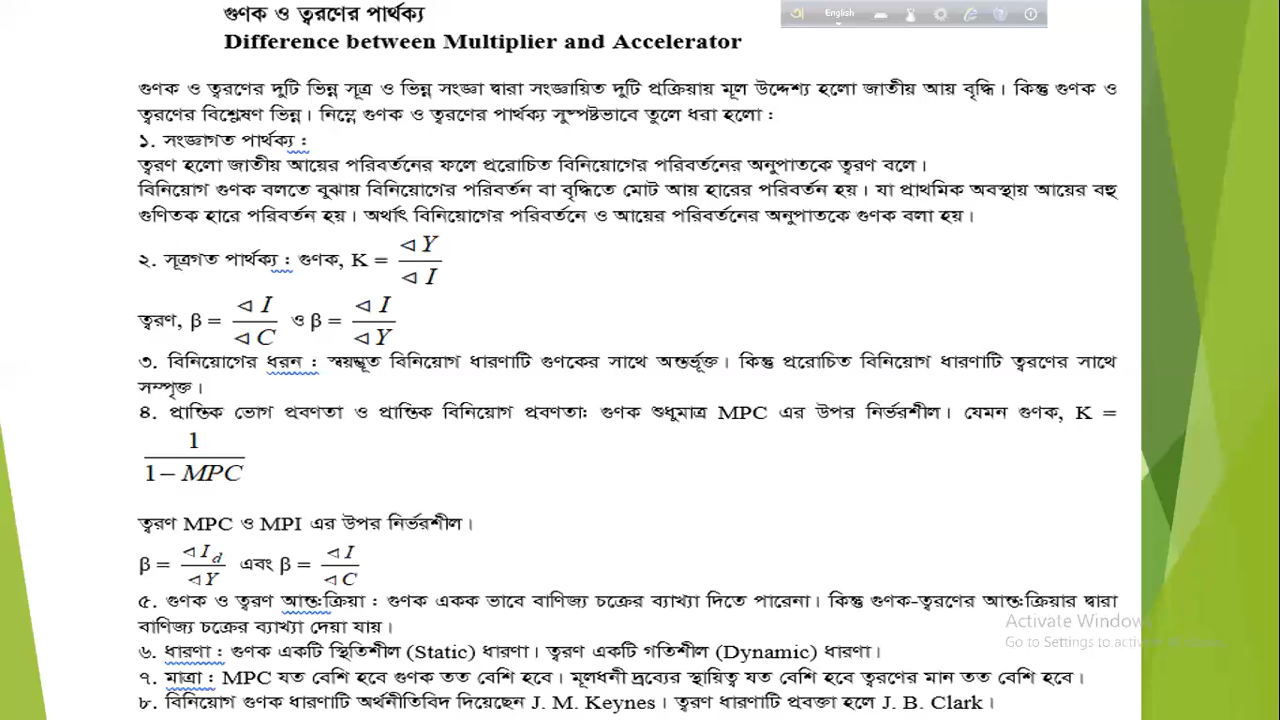 গুণক ও ত্বরণের পার্থক্য
English
Difference between Multiplier and Accelerator
গুণক ও ত্বরণের দুটি ভিন্ন সূত্র ও ভিন্ন সংজ্ঞা দ্বারা সংজ্ঞায়িত দুটি প্রক্রিয়ায় মূল উদ্দেশ্য হলো জাতীয় আয় বৃদ্ধি। কিন্তু গুণক ও
ত্বরণের বিশ্লেষণ ভিন্ন। নিম্নে গুণক ও ত্বরণের পার্থক্য সুস্পষ্টভাবে তুলে ধরা হলো :
১. সংজ্ঞাগত পার্থক্য :
ত্বরণ হলো জাতীয় আয়ের পরিবর্তনের ফলে প্ররোচিত বিনিয়োগের পরিবর্তনের অনুপাতকে ত্বরণ বলে।
বিনিয়োগ গুণক বলতে বুঝায় বিনিয়োগের পরিবর্তন বা বৃদ্ধিতে মোট আয় হারের পরিবর্তন হয়। যা প্রাথমিক অবস্থায় আয়ের বহু
গুণিতক হারে পরিবর্তন হয়। অর্থাৎ বিনিয়োগের পরিবর্তনে ও আয়ের পরিবর্তনের অনুপাতকে গুণক বলা হয়।
২. সূত্রগত পার্থক্য : গুণক, K = ⊲Y / ⊲I
ত্বরণ, β = ⊲I / ⊲C ও β = ⊲I / ⊲Y
৩. বিনিয়োগের ধরন : স্বয়ম্ভূত বিনিয়োগ ধারণাটি গুণকের সাথে অন্তর্ভূক্ত। কিন্তু প্ররোচিত বিনিয়োগ ধারণাটি ত্বরণের সাথে
সম্পৃক্ত।
৪. প্রান্তিক ভোগ প্রবণতা ও প্রান্তিক বিনিয়োগ প্রবণতাঃ গুণক শুধুমাত্র MPC এর উপর নির্ভরশীল। যেমন গুণক, K =
1 / 1− MPC
ত্বরণ MPC ও MPI এর উপর নির্ভরশীল।
β = ⊲I_d / ⊲Y এবং β = ⊲I / ⊲C
৫. গুণক ও ত্বরণ আন্ত:ক্রিয়া : গুণক একক ভাবে বাণিজ্য চক্রের ব্যাখ্যা দিতে পারেনা। কিন্তু গুণক-ত্বরণের আন্ত:ক্রিয়ার দ্বারা
বাণিজ্য চক্রের ব্যাখ্যা দেয়া যায়।
Activate Windows
Go to Settings to activate Windows.
৬. ধারণা : গুণক একটি স্থিতিশীল (Static) ধারণা। ত্বরণ একটি গতিশীল (Dynamic) ধারণা।
৭. মাত্রা : MPC যত বেশি হবে গুণক তত বেশি হবে। মূলধনী দ্রব্যের স্থায়িত্ব যত বেশি হবে ত্বরণের মান তত বেশি হবে।
৮. বিনিয়োগ গুণক ধারণাটি অর্থনীতিবিদ দিয়েছেন J. M. Keynes। ত্বরণ ধারণাটি প্রবক্তা হলে J. B. Clark।